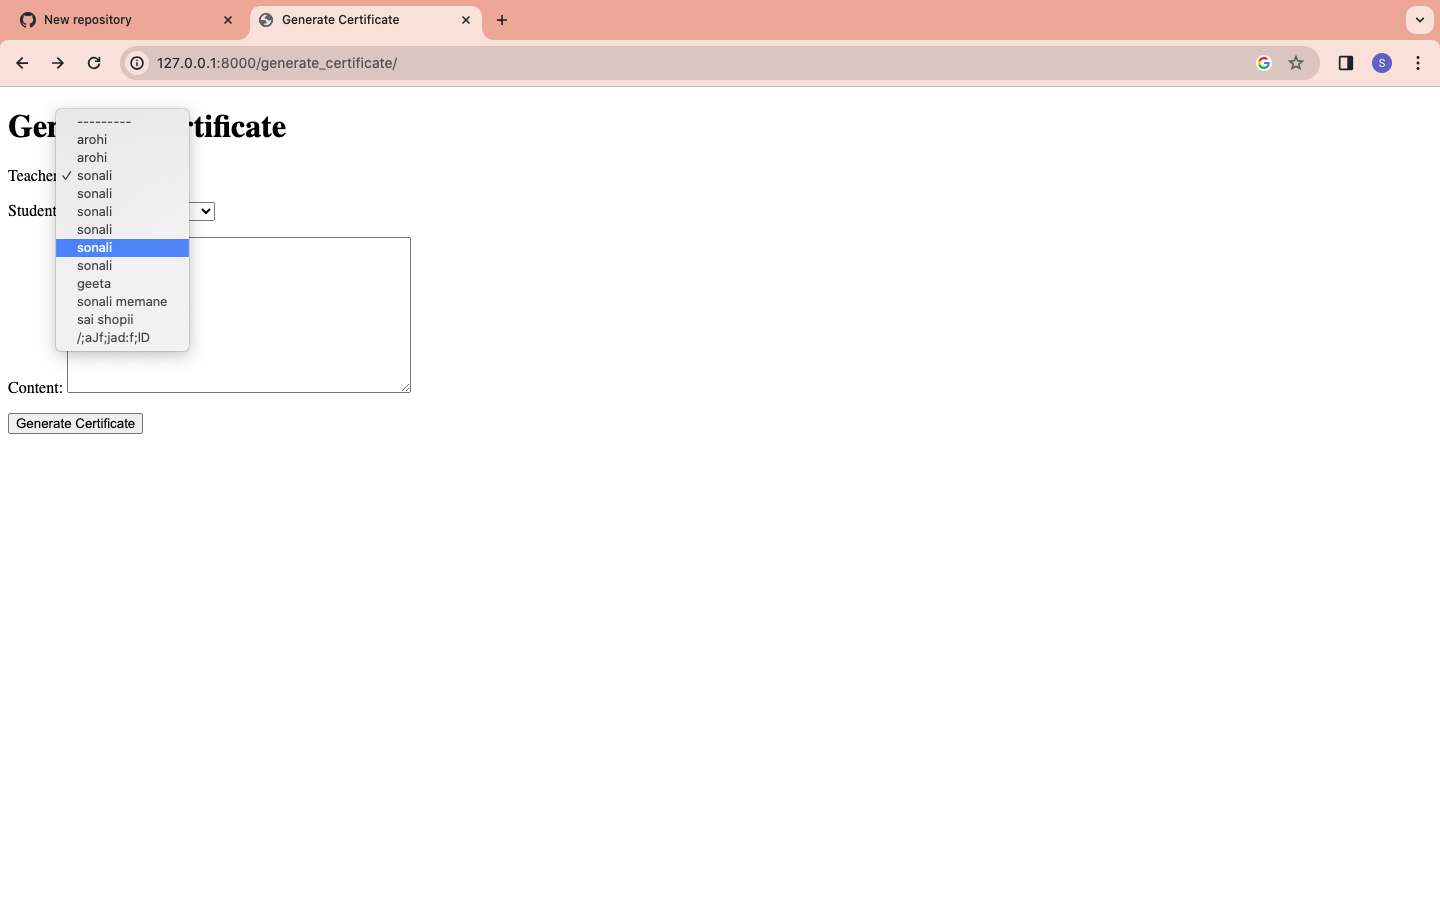 New repository
Generate Certificate
127.0.0.1:8000/generate_certificate/
S
Ger rtificate
---------
arohi
arohi
Teacher ✓ sonali
sonali
Student
sonali
sonali
sonali
sonali
geeta
sonali memane
sai shopii
/;aJf;jad:f;lD
Content:
Generate Certificate